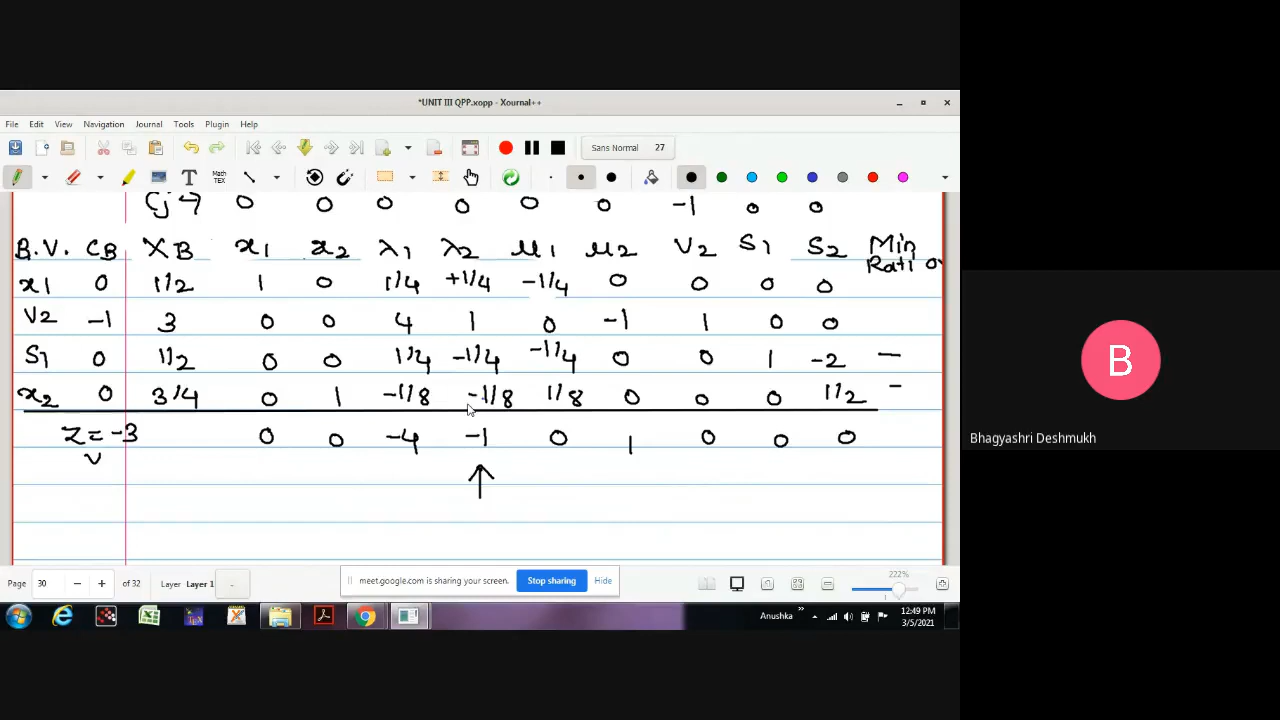 *UNIT III QPP.xopp - Xournal++
File Edit View Navigation Journal Tools Plugin Help
Sans Normal 27
T Math TEX
Cj → 0 0 0 0 0 0 -1 0 0
B.V. CB XB x1 x2 λ1 λ2 μ1 μ2 V2 S1 S2 Min Ratio
x1 0 1/2 1 0 1/4 +1/4 -1/4 0 0 0 0
V2 -1 3 0 0 4 1 0 -1 1 0 0
S1 0 1/2 0 0 1/4 -1/4 -1/4 0 0 1 -2 —
x2 0 3/4 0 1 -1/8 -1/8 1/8 0 0 0 1/2 -
Z = -3 0 0 -4 -1 0 1 0 0 0
v ↑
B
Bhagyashri Deshmukh
meet.google.com is sharing your screen. Stop sharing Hide
Page 30 of 32 Layer Layer 1 222%
Anushka 12:49 PM
3/5/2021